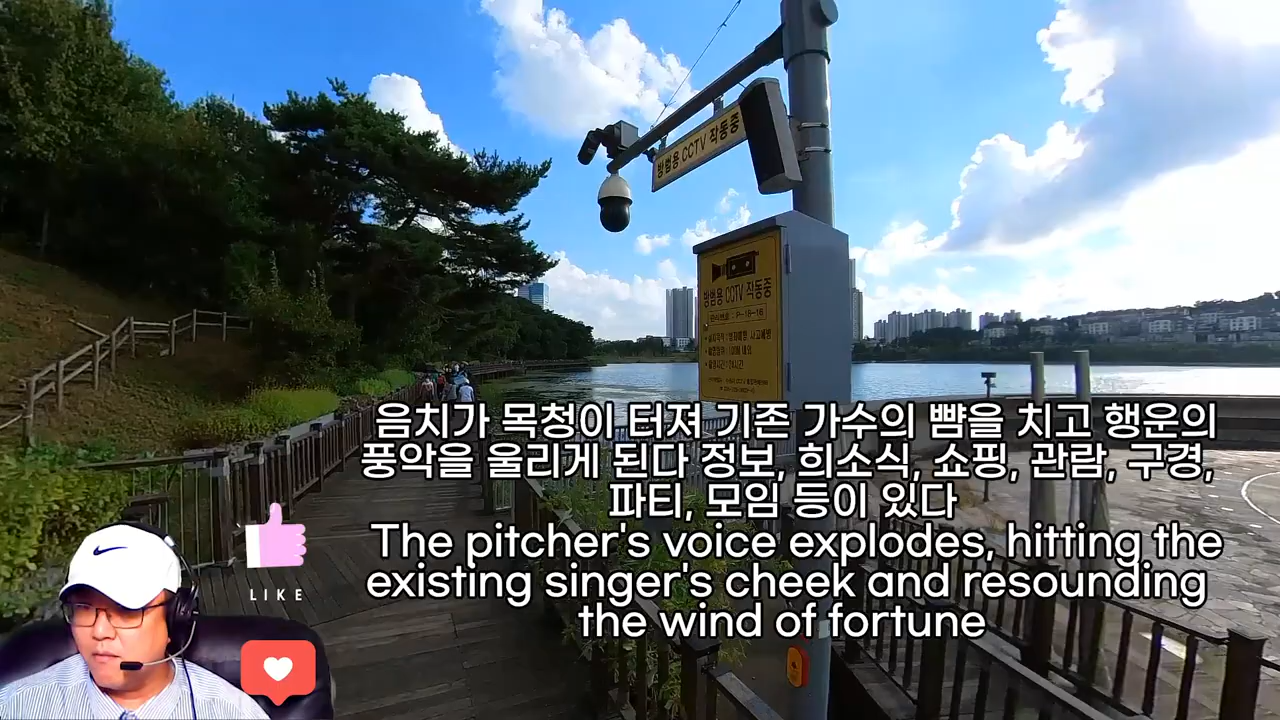 방범용 CCTV 작동중
방범용 CCTV 작동중
음치가 목청이 터져 기존 가수의 뺨을 치고 행운의
풍악을 울리게 된다 정보, 희소식, 쇼핑, 관람, 구경,
파티, 모임 등이 있다
The pitcher's voice explodes, hitting the
existing singer's cheek and resounding
the wind of fortune
LIKE